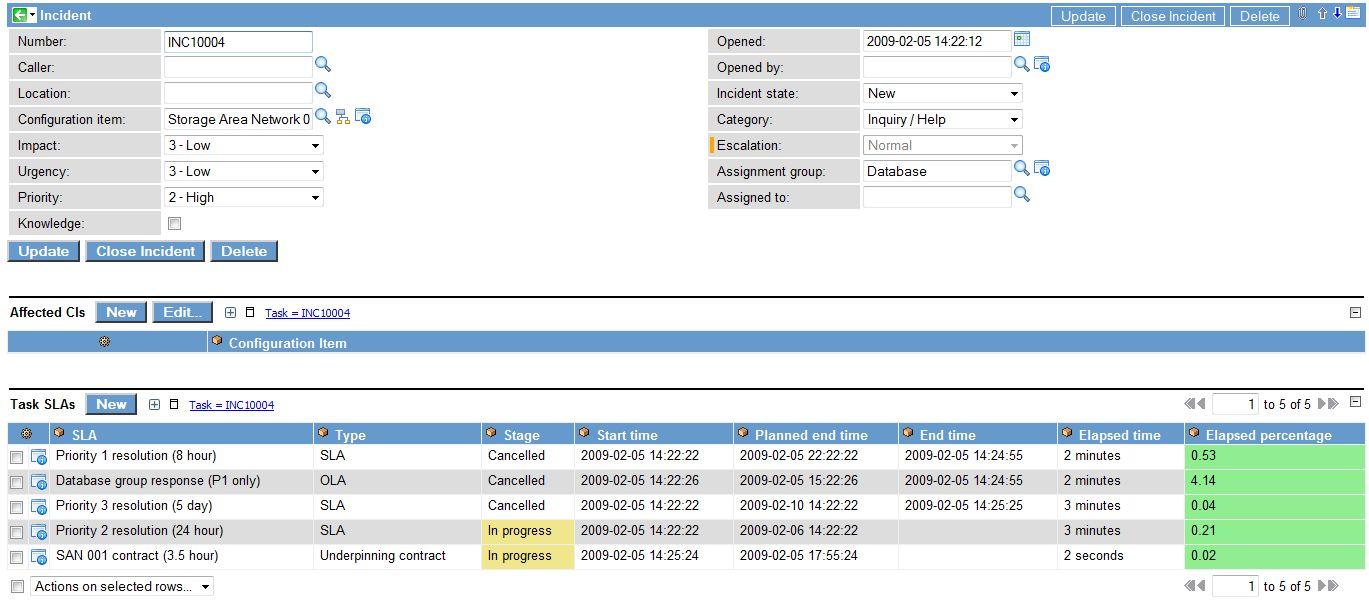 Incident Update Close Incident Delete
Number: INC10004 Opened: 2009-02-05 14:22:12
Caller: Opened by:
Location: Incident state: New
Configuration item: Storage Area Network 0 Category: Inquiry / Help
Impact: 3 - Low Escalation: Normal
Urgency: 3 - Low Assignment group: Database
Priority: 2 - High Assigned to:
Knowledge:
Update Close Incident Delete
Affected CIs New Edit... Task = INC10004
Configuration Item
Task SLAs New Task = INC10004 1 to 5 of 5
SLA Type Stage Start time Planned end time End time Elapsed time Elapsed percentage
Priority 1 resolution (8 hour) SLA Cancelled 2009-02-05 14:22:22 2009-02-05 22:22:22 2009-02-05 14:24:55 2 minutes 0.53
Database group response (P1 only) OLA Cancelled 2009-02-05 14:22:26 2009-02-05 15:22:26 2009-02-05 14:24:55 2 minutes 4.14
Priority 3 resolution (5 day) SLA Cancelled 2009-02-05 14:22:22 2009-02-10 14:22:22 2009-02-05 14:25:25 3 minutes 0.04
Priority 2 resolution (24 hour) SLA In progress 2009-02-05 14:22:22 2009-02-06 14:22:22 3 minutes 0.21
SAN 001 contract (3.5 hour) Underpinning contract In progress 2009-02-05 14:25:24 2009-02-05 17:55:24 2 seconds 0.02
Actions on selected rows... 1 to 5 of 5